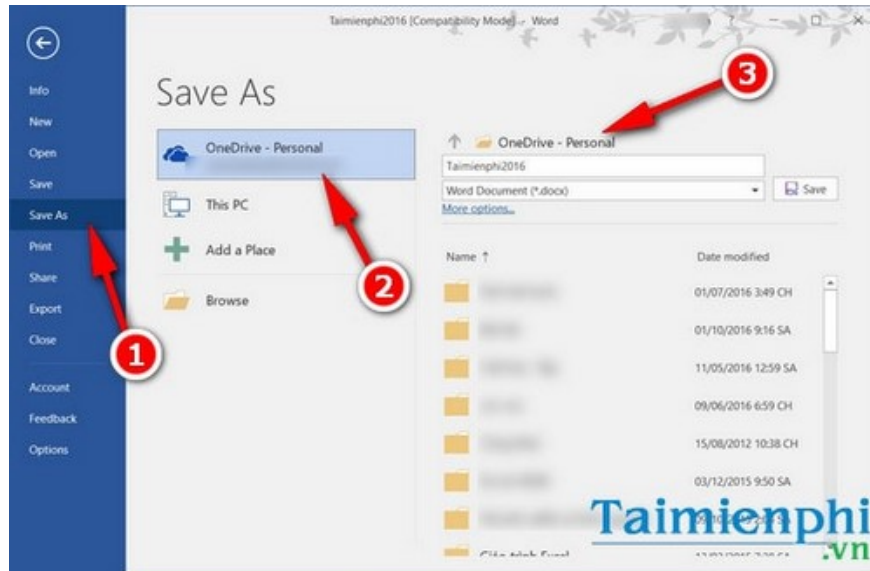 Taimienphi2016 [Compatibility Mode] - Word
?
Info
New
Open
Save
Save As
Print
Share
Export
Close
Account
Feedback
Options
Save As
OneDrive - Personal
This PC
Add a Place
Browse
1
2
3
OneDrive - Personal
Taimienphi2016
Word Document (*.docx)
Save
More options...
Name ↑
Date modified
01/07/2016 3:49 CH
01/10/2016 9:16 SA
11/05/2016 12:59 SA
09/06/2016 6:59 CH
15/08/2012 10:38 CH
03/12/2015 9:50 SA
Giáo trình Excel
Taimienphi
.vn